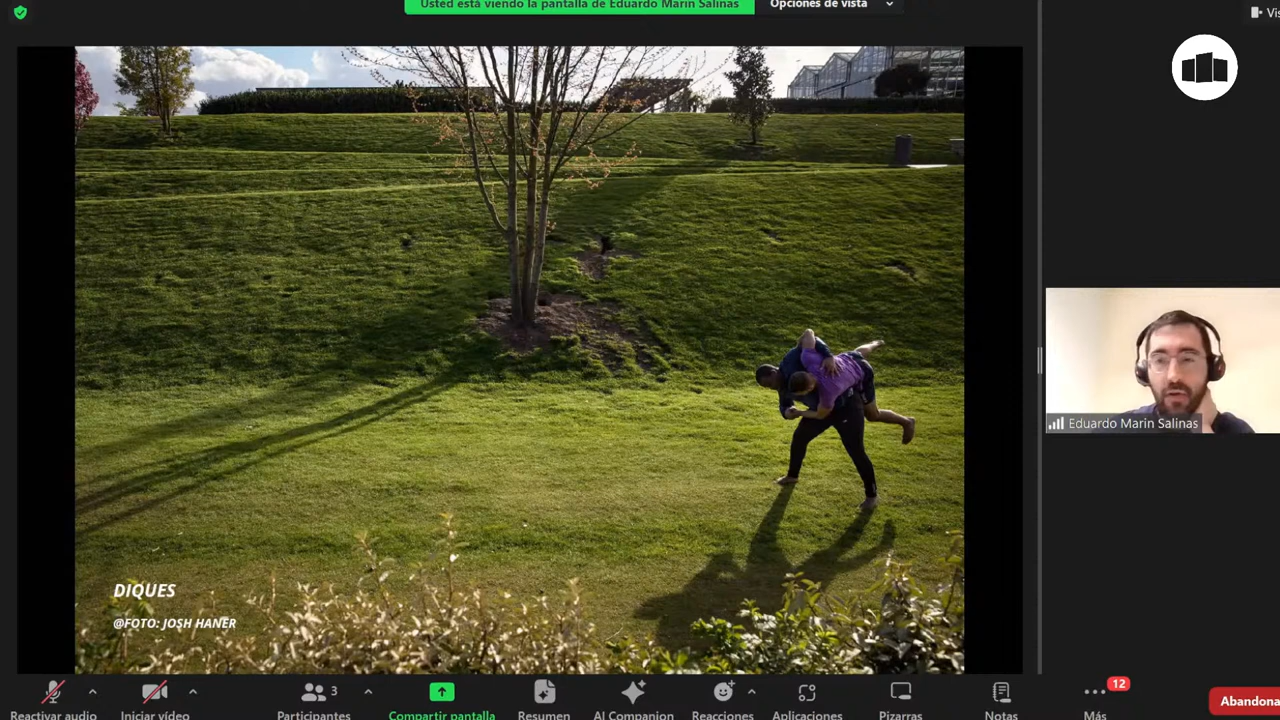 Usted está viendo la pantalla de Eduardo Marin Salinas
Opciones de vista
DIQUES
@FOTO: JOSH HANER
Eduardo Marin Salinas
Reactivar audio
Iniciar vídeo
Participantes
3
Compartir pantalla
Resumen
AI Companion
Reacciones
Aplicaciones
Pizarras
Notas
Más
12